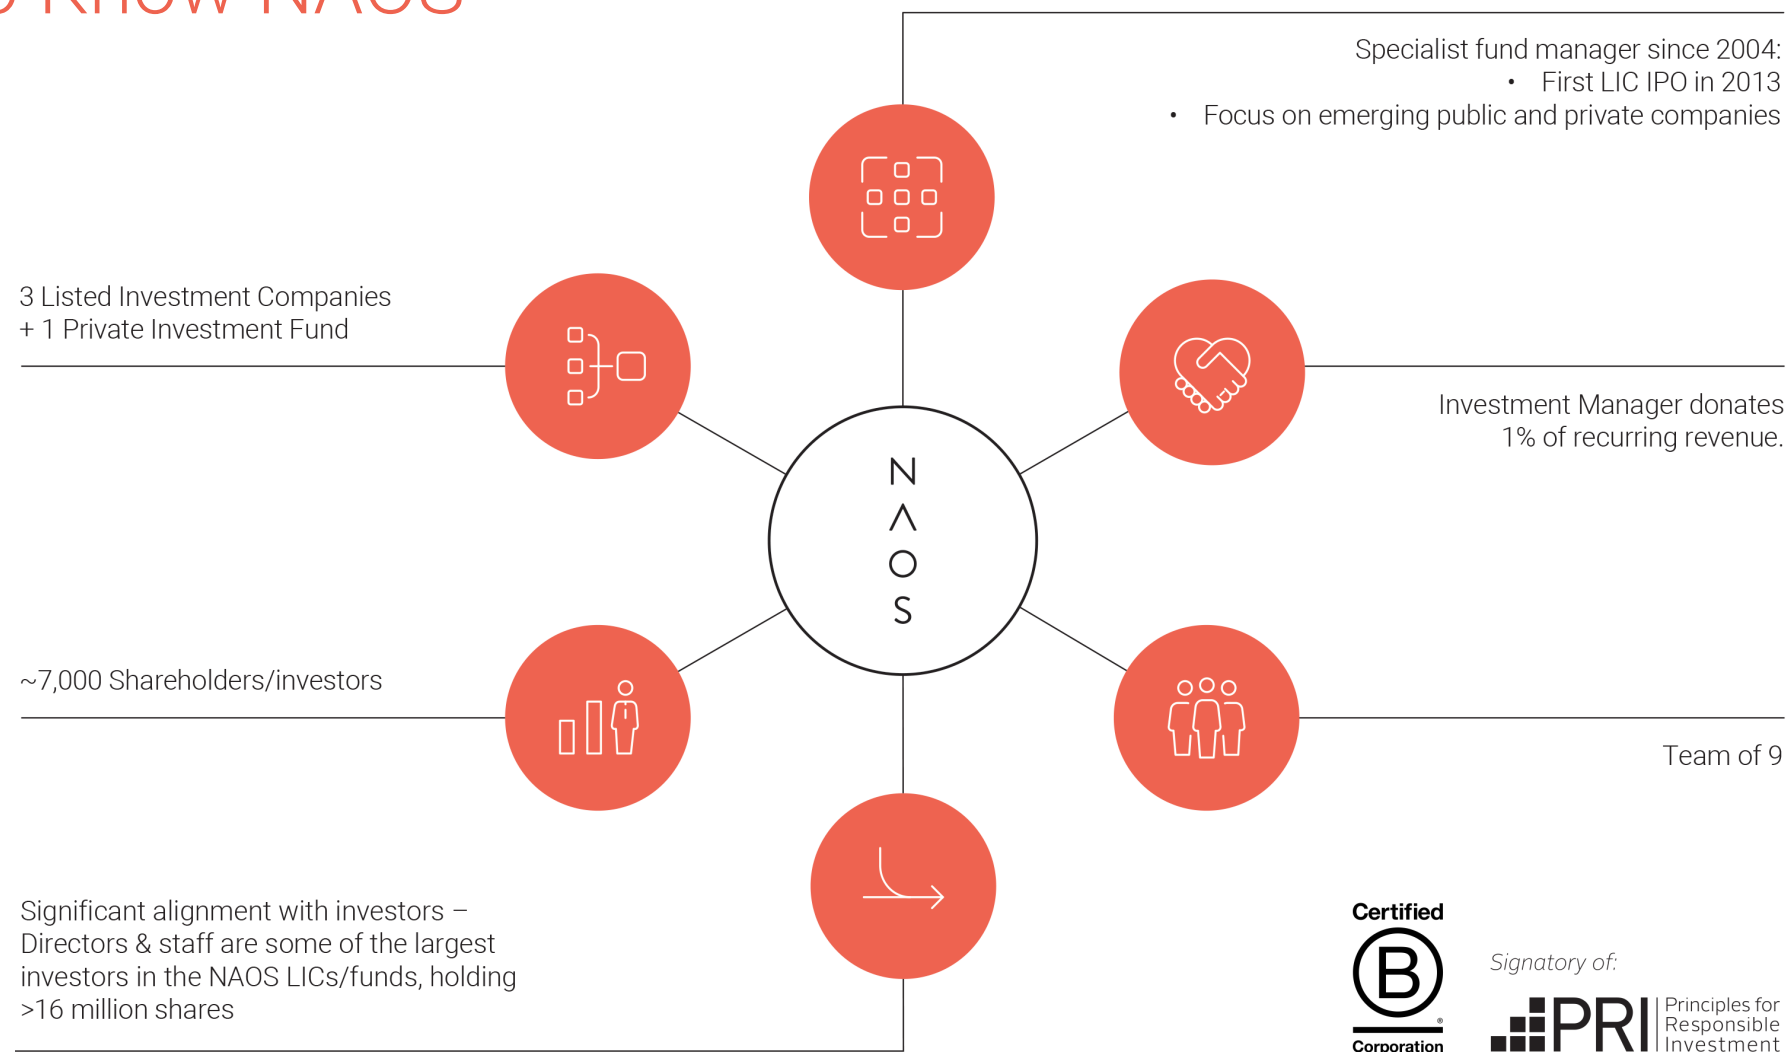 Know NAOS
Specialist fund manager since 2004:
• First LIC IPO in 2013
• Focus on emerging public and private companies
3 Listed Investment Companies
+ 1 Private Investment Fund
Investment Manager donates
1% of recurring revenue.
N
Λ
O
S
~7,000 Shareholders/investors
Team of 9
Significant alignment with investors –
Directors & staff are some of the largest
investors in the NAOS LICs/funds, holding
>16 million shares
Certified
B
®
Corporation
Signatory of:
PRI
Principles for
Responsible
Investment